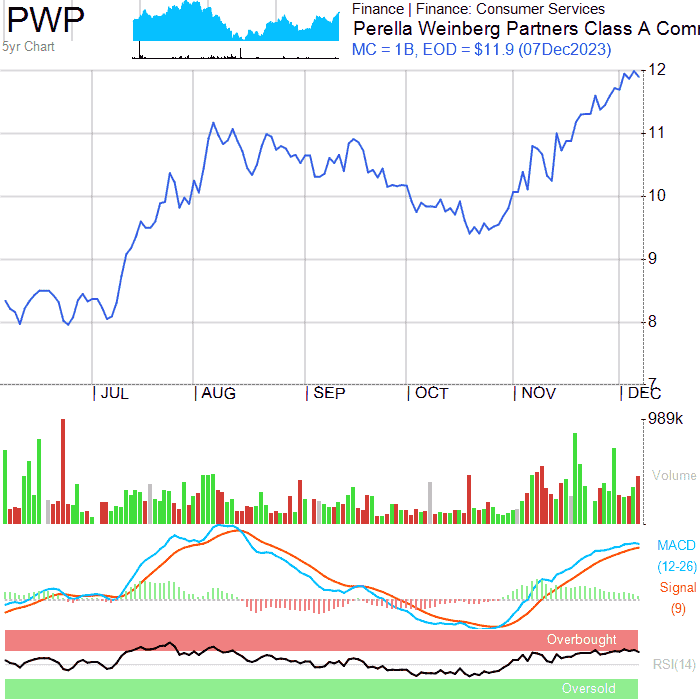 PWP
5yr Chart
Finance | Finance: Consumer Services
Perella Weinberg Partners Class A Com
MC = 1B, EOD = $11.9 (07Dec2023)
12
11
10
9
8
7
JUL AUG SEP OCT NOV DEC
989k
Volume
MACD
(12-26)
Signal
(9)
Overbought
RSI(14)
Oversold